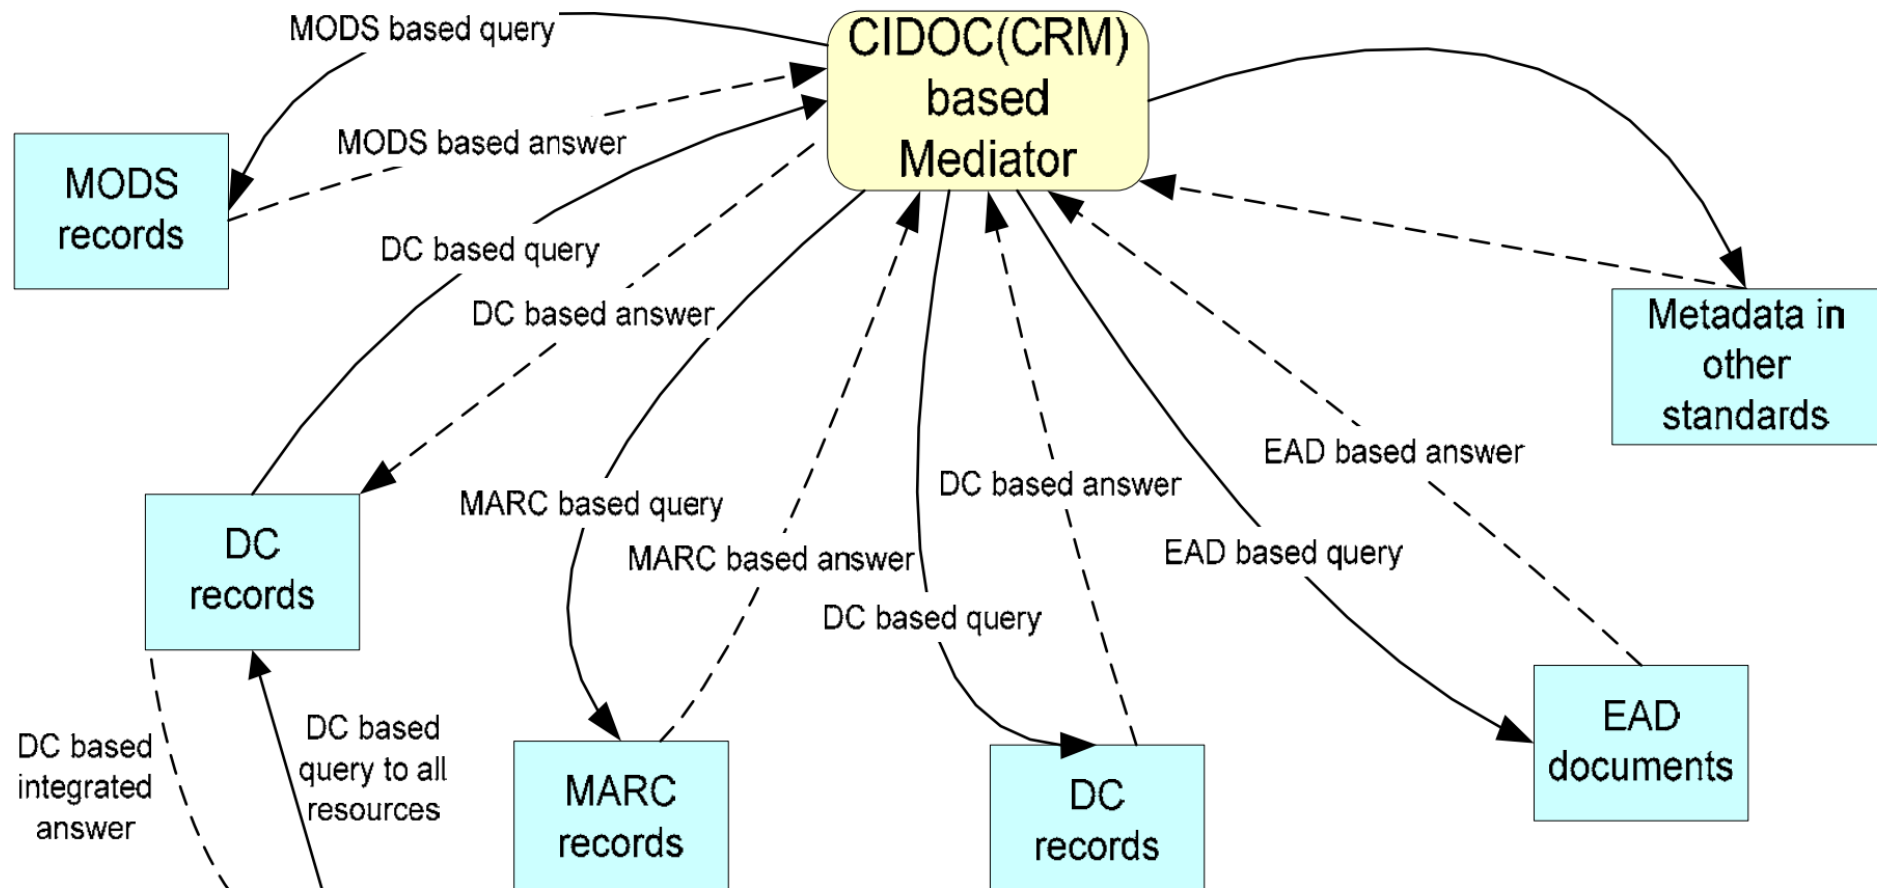 MODS based query
CIDOC(CRM)
based
Mediator
MODS based answer
MODS
records
DC based query
DC based answer
Metadata in
other
standards
EAD based answer
MARC based query
DC based answer
DC
records
MARC based answer
EAD based query
DC based query
DC based
integrated
answer
DC based
query to all
resources
MARC
records
DC
records
EAD
documents